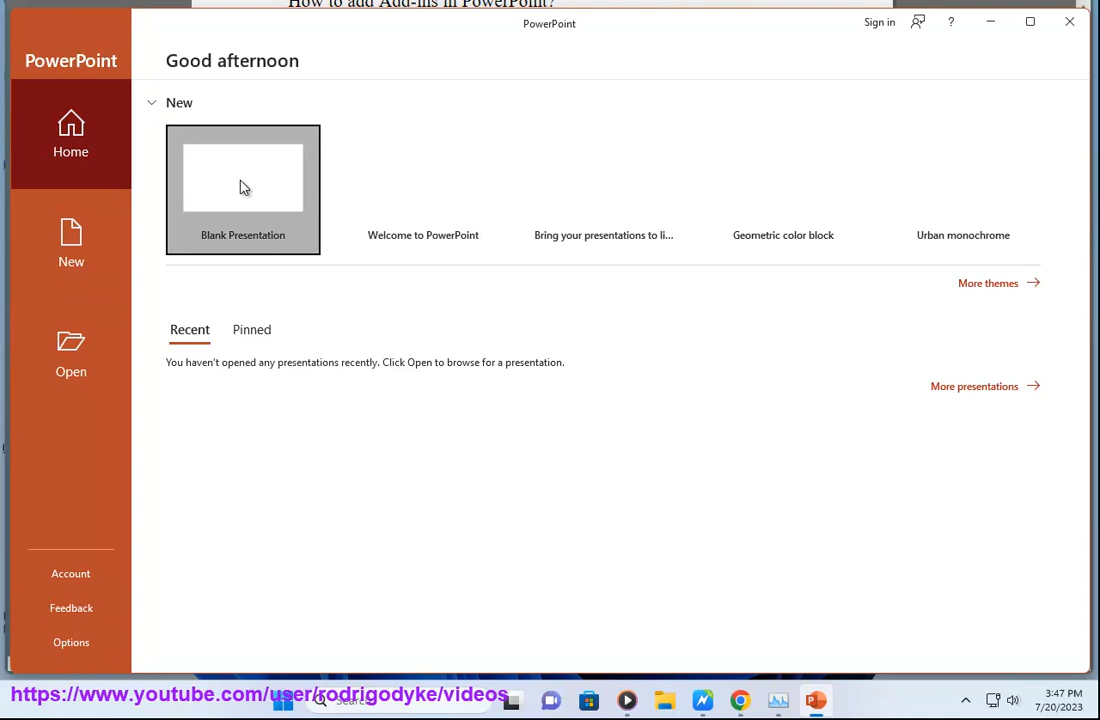 How to add Add-ins in PowerPoint?
PowerPoint
Sign in
?
PowerPoint
Good afternoon
New
Home
Blank Presentation
Welcome to PowerPoint
Bring your presentations to li...
Geometric color block
Urban monochrome
New
More themes
Recent
Pinned
You haven't opened any presentations recently. Click Open to browse for a presentation.
Open
More presentations
Account
Feedback
Options
https://www.youtube.com/user/rodrigodyke/videos
Search
3:47 PM
7/20/2023